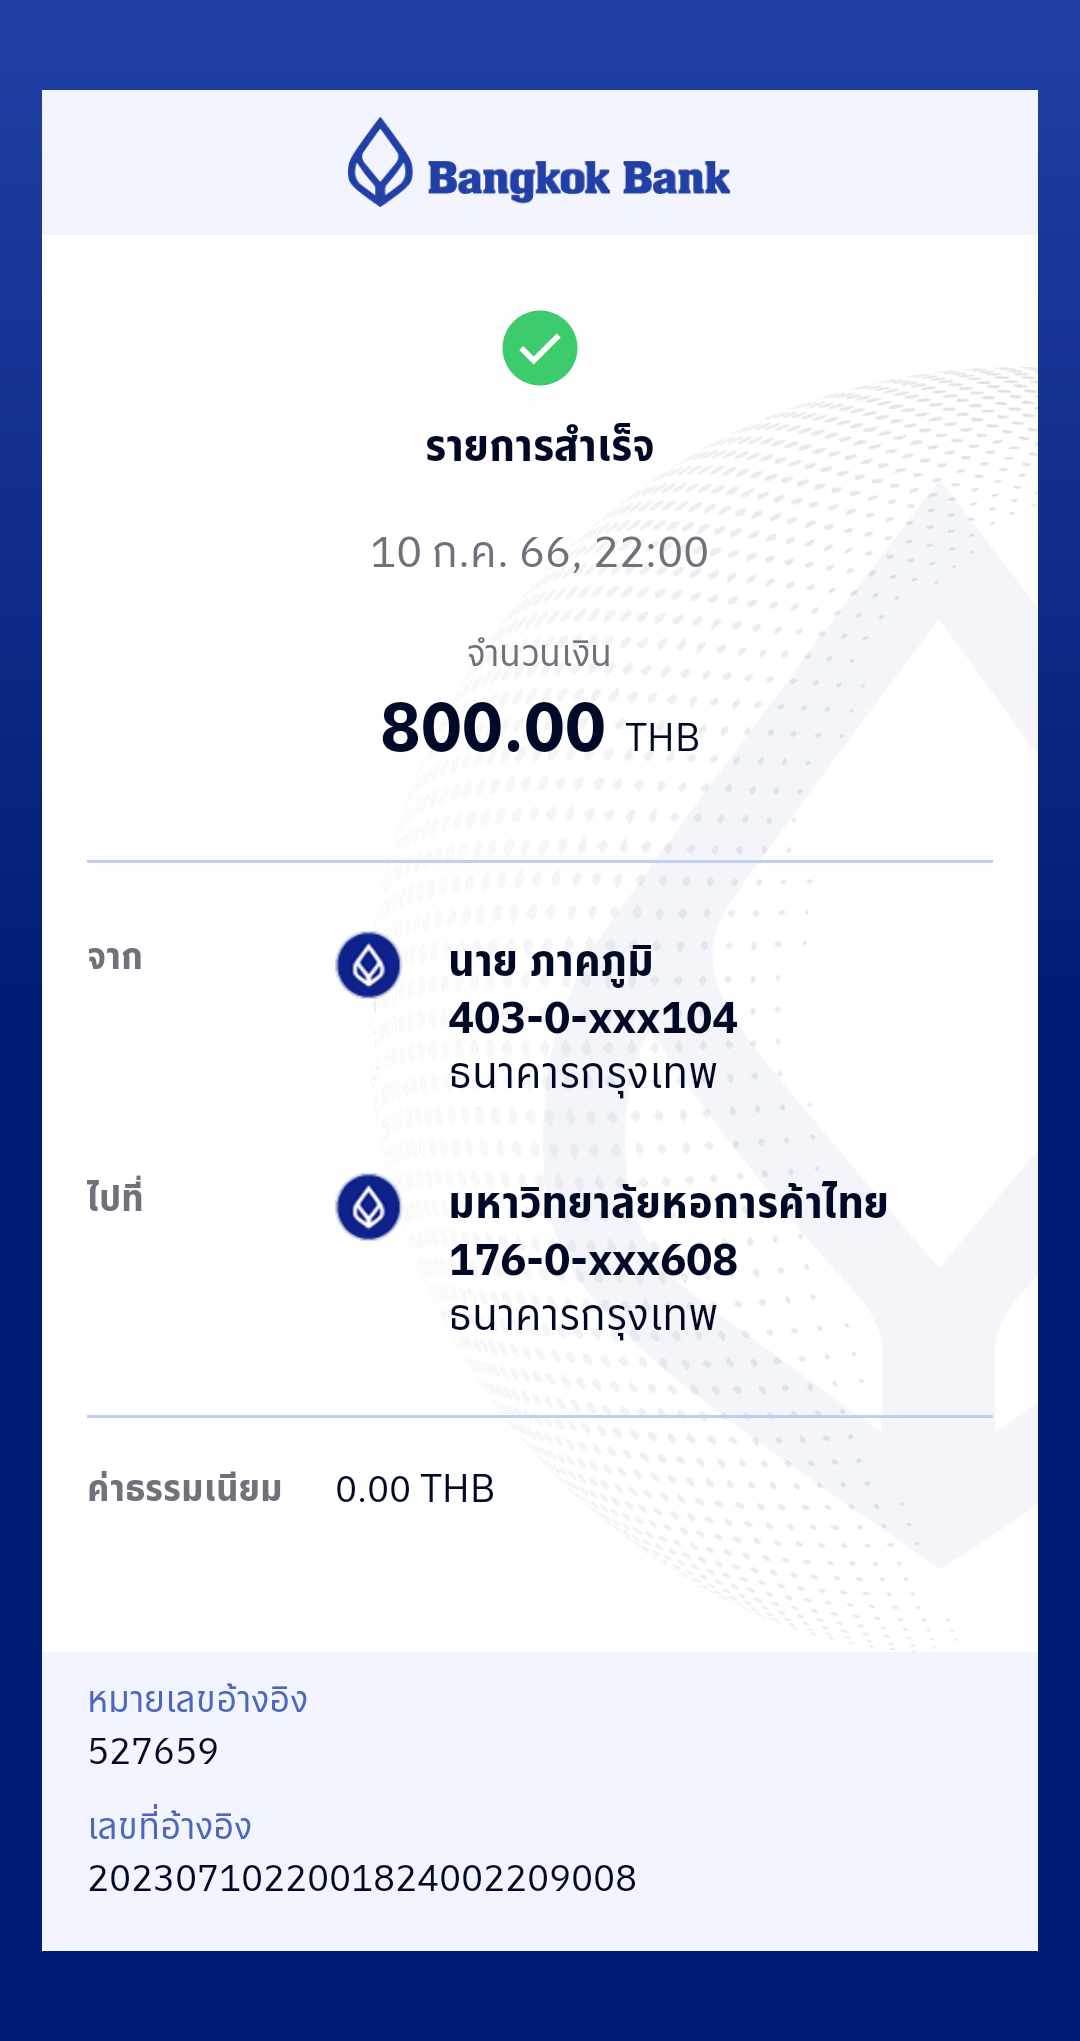 Bangkok Bank
รายการสำเร็จ
10 ก.ค. 66, 22:00
จำนวนเงิน
800.00 THB
จาก
นาย ภาคภูมิ
403-0-xxx104
ธนาคารกรุงเทพ
ไปที่
มหาวิทยาลัยหอการค้าไทย
176-0-xxx608
ธนาคารกรุงเทพ
ค่าธรรมเนียม 0.00 THB
หมายเลขอ้างอิง
527659
เลขที่อ้างอิง
2023071022001824002209008